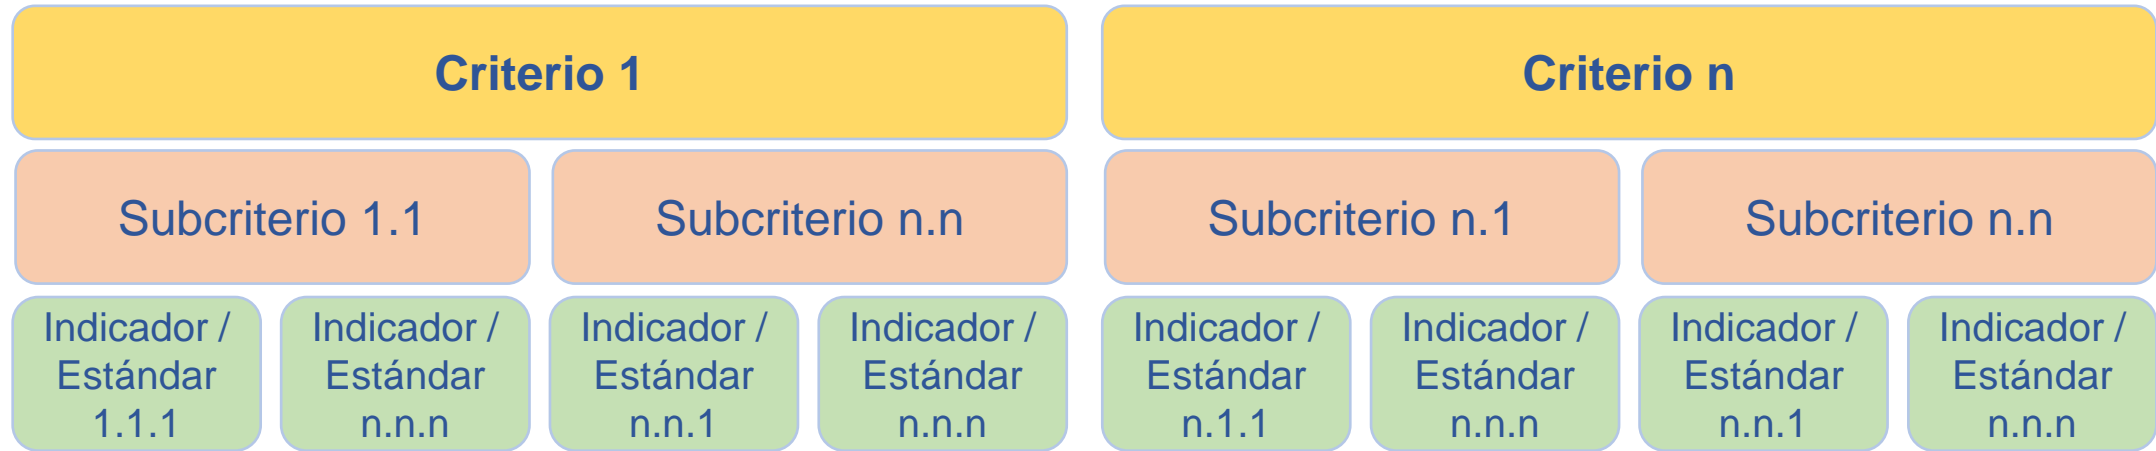 Criterio 1
Criterio n
Subcriterio 1.1
Subcriterio n.n
Subcriterio n.1
Subcriterio n.n
Indicador /
Estándar
1.1.1
Indicador /
Estándar
n.n.n
Indicador /
Estándar
n.n.1
Indicador /
Estándar
n.n.n
Indicador /
Estándar
n.1.1
Indicador /
Estándar
n.n.n
Indicador /
Estándar
n.n.1
Indicador /
Estándar
n.n.n